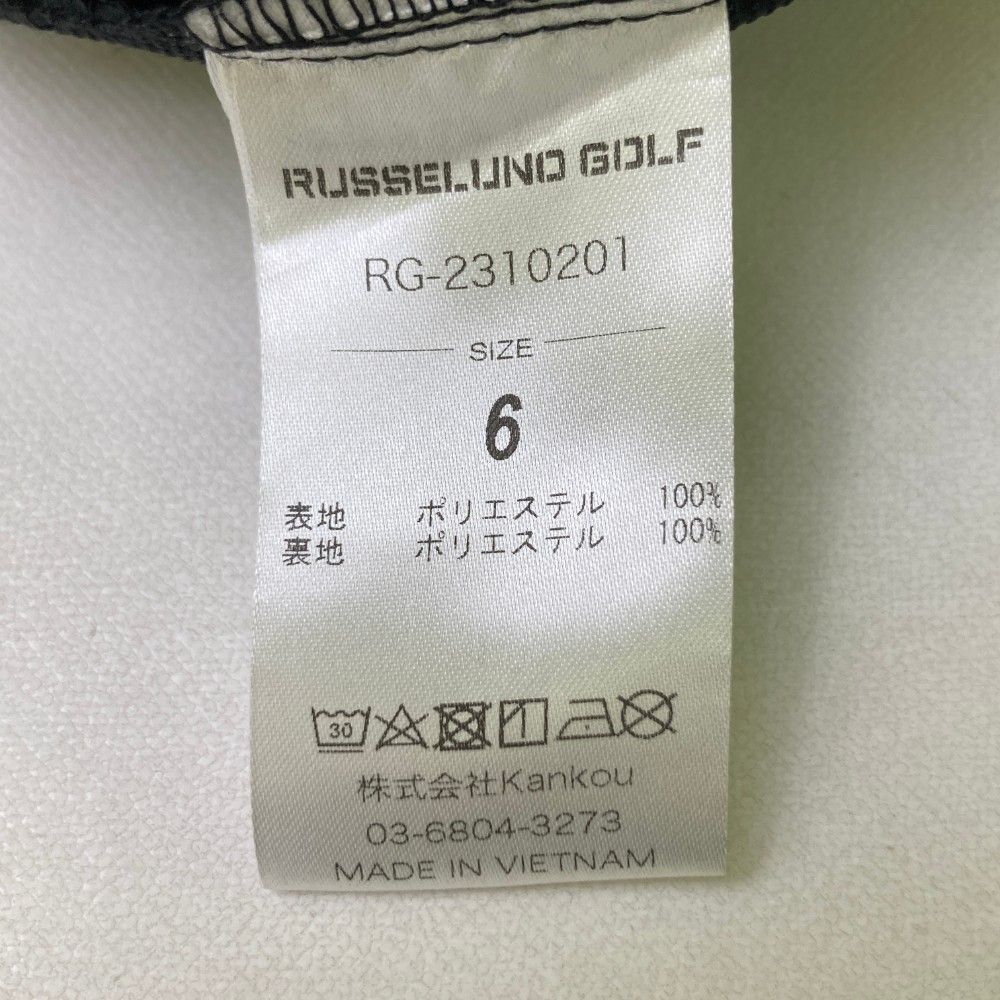 RUSSELUNO GOLF
RG-2310201
SIZE
6
表地 ポリエステル 100%
裏地 ポリエステル 100%
30
株式会社Kankou
03-6804-3273
MADE IN VIETNAM